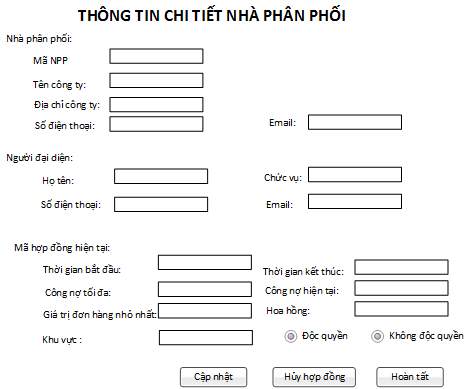 THÔNG TIN CHI TIẾT NHÀ PHÂN PHỐI
Nhà phân phối:
Mã NPP
Tên công ty:
Địa chỉ công ty:
Số điện thoại: Email:
Người đại diện:
Họ tên: Chức vụ:
Số điện thoại: Email:
Mã hợp đồng hiện tại:
Thời gian bắt đầu: Thời gian kết thúc:
Công nợ tối đa: Công nợ hiện tại:
Giá trị đơn hàng nhỏ nhất: Hoa hồng:
Khu vực : Độc quyền Không độc quyền
Cập nhật Hủy hợp đồng Hoàn tất